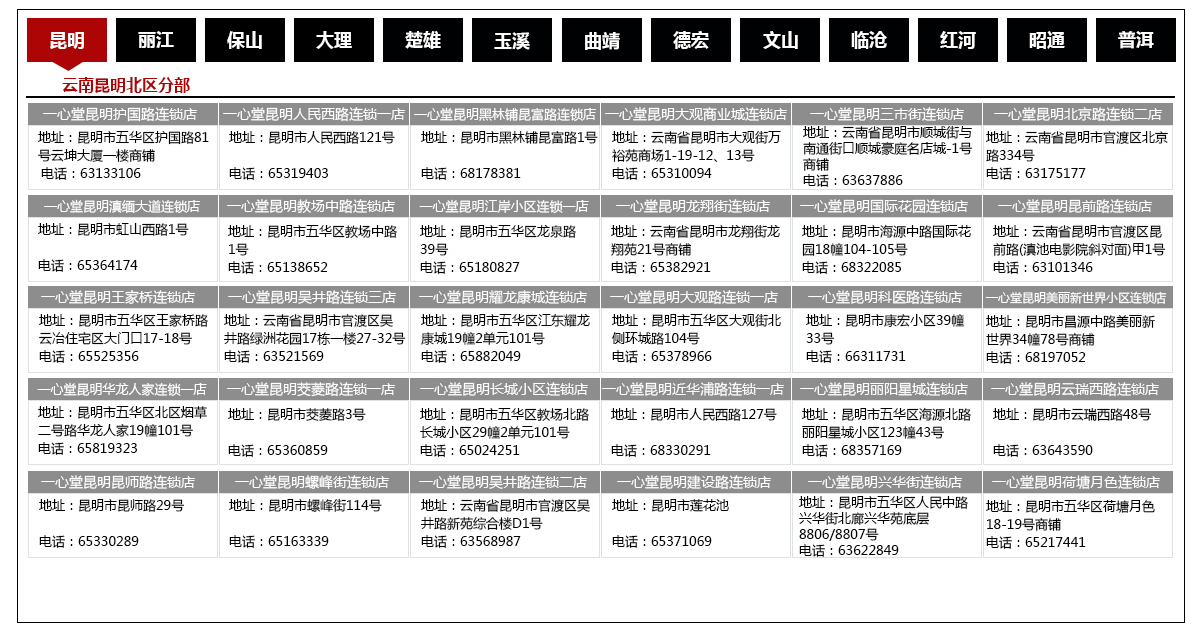 昆明
丽江
保山
大理
楚雄
玉溪
曲靖
德宏
文山
临沧
红河
昭通
普洱
云南昆明北区分部
一心堂昆明护国路连锁店
地址：昆明市五华区护国路81
号云坤大厦一楼商铺
电话：63133106
一心堂昆明人民西路连锁一店
地址：昆明市人民西路121号
电话：65319403
一心堂昆明黑林铺昆富路连锁店
地址：昆明市黑林铺昆富路1号
电话：68178381
一心堂昆明大观商业城连锁店
地址：云南省昆明市大观街万
裕苑商场1-19-12、13号
电话：65310094
一心堂昆明三市街连锁店
地址：云南省昆明市顺城街与
南通街口顺城豪庭名店城-1号
商铺
电话：63637886
一心堂昆明北京路连锁二店
地址：云南省昆明市官渡区北京
路334号
电话：63175177
一心堂昆明滇缅大道连锁店
地址：昆明市虹山西路1号
电话：65364174
一心堂昆明教场中路连锁店
地址：昆明市五华区教场中路
1号
电话：65138652
一心堂昆明江岸小区连锁一店
地址：昆明市五华区龙泉路
39号
电话：65180827
一心堂昆明龙翔街连锁店
地址：云南省昆明市龙翔街龙
翔苑21号商铺
电话：65382921
一心堂昆明国际花园连锁店
地址：昆明市海源中路国际花
园18幢104-105号
电话：68322085
一心堂昆明昆前路连锁店
地址：云南省昆明市官渡区昆
前路(滇池电影院斜对面)甲1号
电话：63101346
一心堂昆明王家桥连锁店
地址：昆明市五华区王家桥路
云冶住宅区大门口17-18号
电话：65525356
一心堂昆明吴井路连锁三店
地址：云南省昆明市官渡区吴
井路绿洲花园17栋一楼27-32号
电话：63521569
一心堂昆明耀龙康城连锁店
地址：昆明市五华区江东耀龙
康城19幢2单元101号
电话：65882049
一心堂昆明大观路连锁一店
地址：昆明市五华区大观街北
侧环城路104号
电话：65378966
一心堂昆明科医路连锁店
地址：昆明市康宏小区39幢
33号
电话：66311731
一心堂昆明美丽新世界小区连锁店
地址：昆明市昌源中路美丽新
世界34幢78号商铺
电话：68197052
一心堂昆明华龙人家连锁一店
地址：昆明市五华区北区烟草
二号路华龙人家19幢101号
电话：65819323
一心堂昆明茭菱路连锁一店
地址：昆明市茭菱路3号
电话：65360859
一心堂昆明长城小区连锁店
地址：昆明市五华区教场北路
长城小区29幢2单元101号
电话：65024251
一心堂昆明近华浦路连锁一店
地址：昆明市人民西路127号
电话：68330291
一心堂昆明丽阳星城连锁店
地址：昆明市五华区海源北路
丽阳星城小区123幢43号
电话：68357169
一心堂昆明云瑞西路连锁店
地址：昆明市云瑞西路48号
电话：63643590
一心堂昆明昆师路连锁店
地址：昆明市昆师路29号
电话：65330289
一心堂昆明螺峰街连锁店
地址：昆明市螺峰街114号
电话：65163339
一心堂昆明吴井路连锁二店
地址：云南省昆明市官渡区吴
井路新苑综合楼D1号
电话：63568987
一心堂昆明建设路连锁店
地址：昆明市莲花池
电话：65371069
一心堂昆明兴华街连锁店
地址：昆明市五华区人民中路
兴华街北廊兴华苑底层
8806/8807号
电话：63622849
一心堂昆明荷塘月色连锁店
地址：昆明市五华区荷塘月色
18-19号商铺
电话：65217441